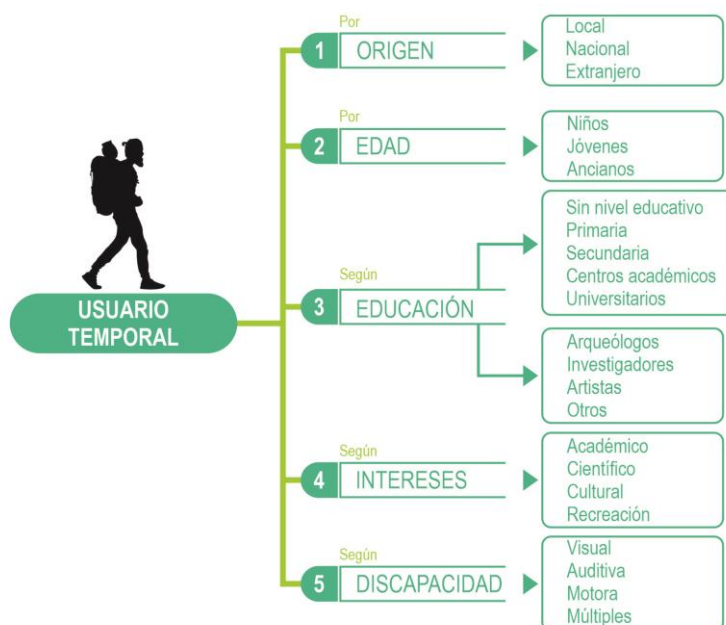 USUARIO
TEMPORAL
Por
1 ORIGEN
Local
Nacional
Extranjero
Por
2 EDAD
Niños
Jóvenes
Ancianos
Según
3 EDUCACIÓN
Sin nivel educativo
Primaria
Secundaria
Centros académicos
Universitarios
Arqueólogos
Investigadores
Artistas
Otros
Según
4 INTERESES
Académico
Científico
Cultural
Recreación
Según
5 DISCAPACIDAD
Visual
Auditiva
Motora
Múltiples